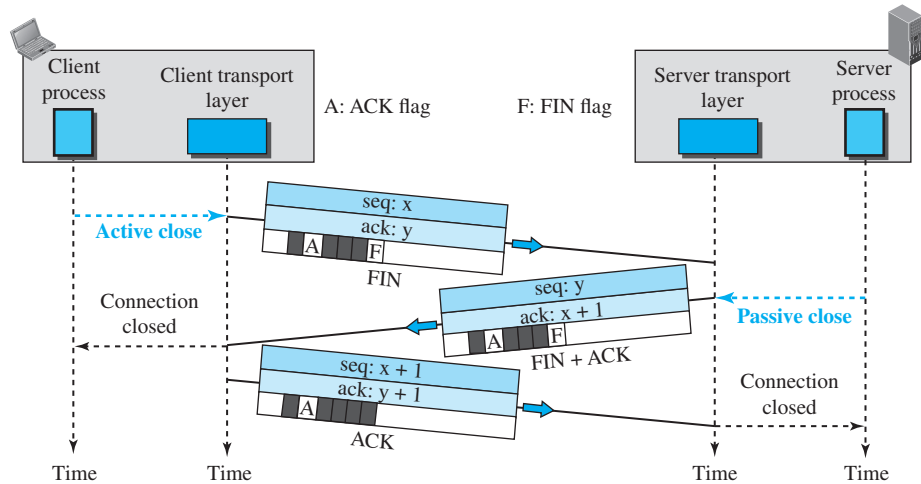 Client
process
Client transport
layer
A: ACK flag
F: FIN flag
Server transport
layer
Server
process
Active close
seq: x
ack: y
A F
FIN
Connection
closed
seq: y
ack: x + 1
A F
FIN + ACK
Passive close
seq: x + 1
ack: y + 1
A
ACK
Connection
closed
Time
Time
Time
Time